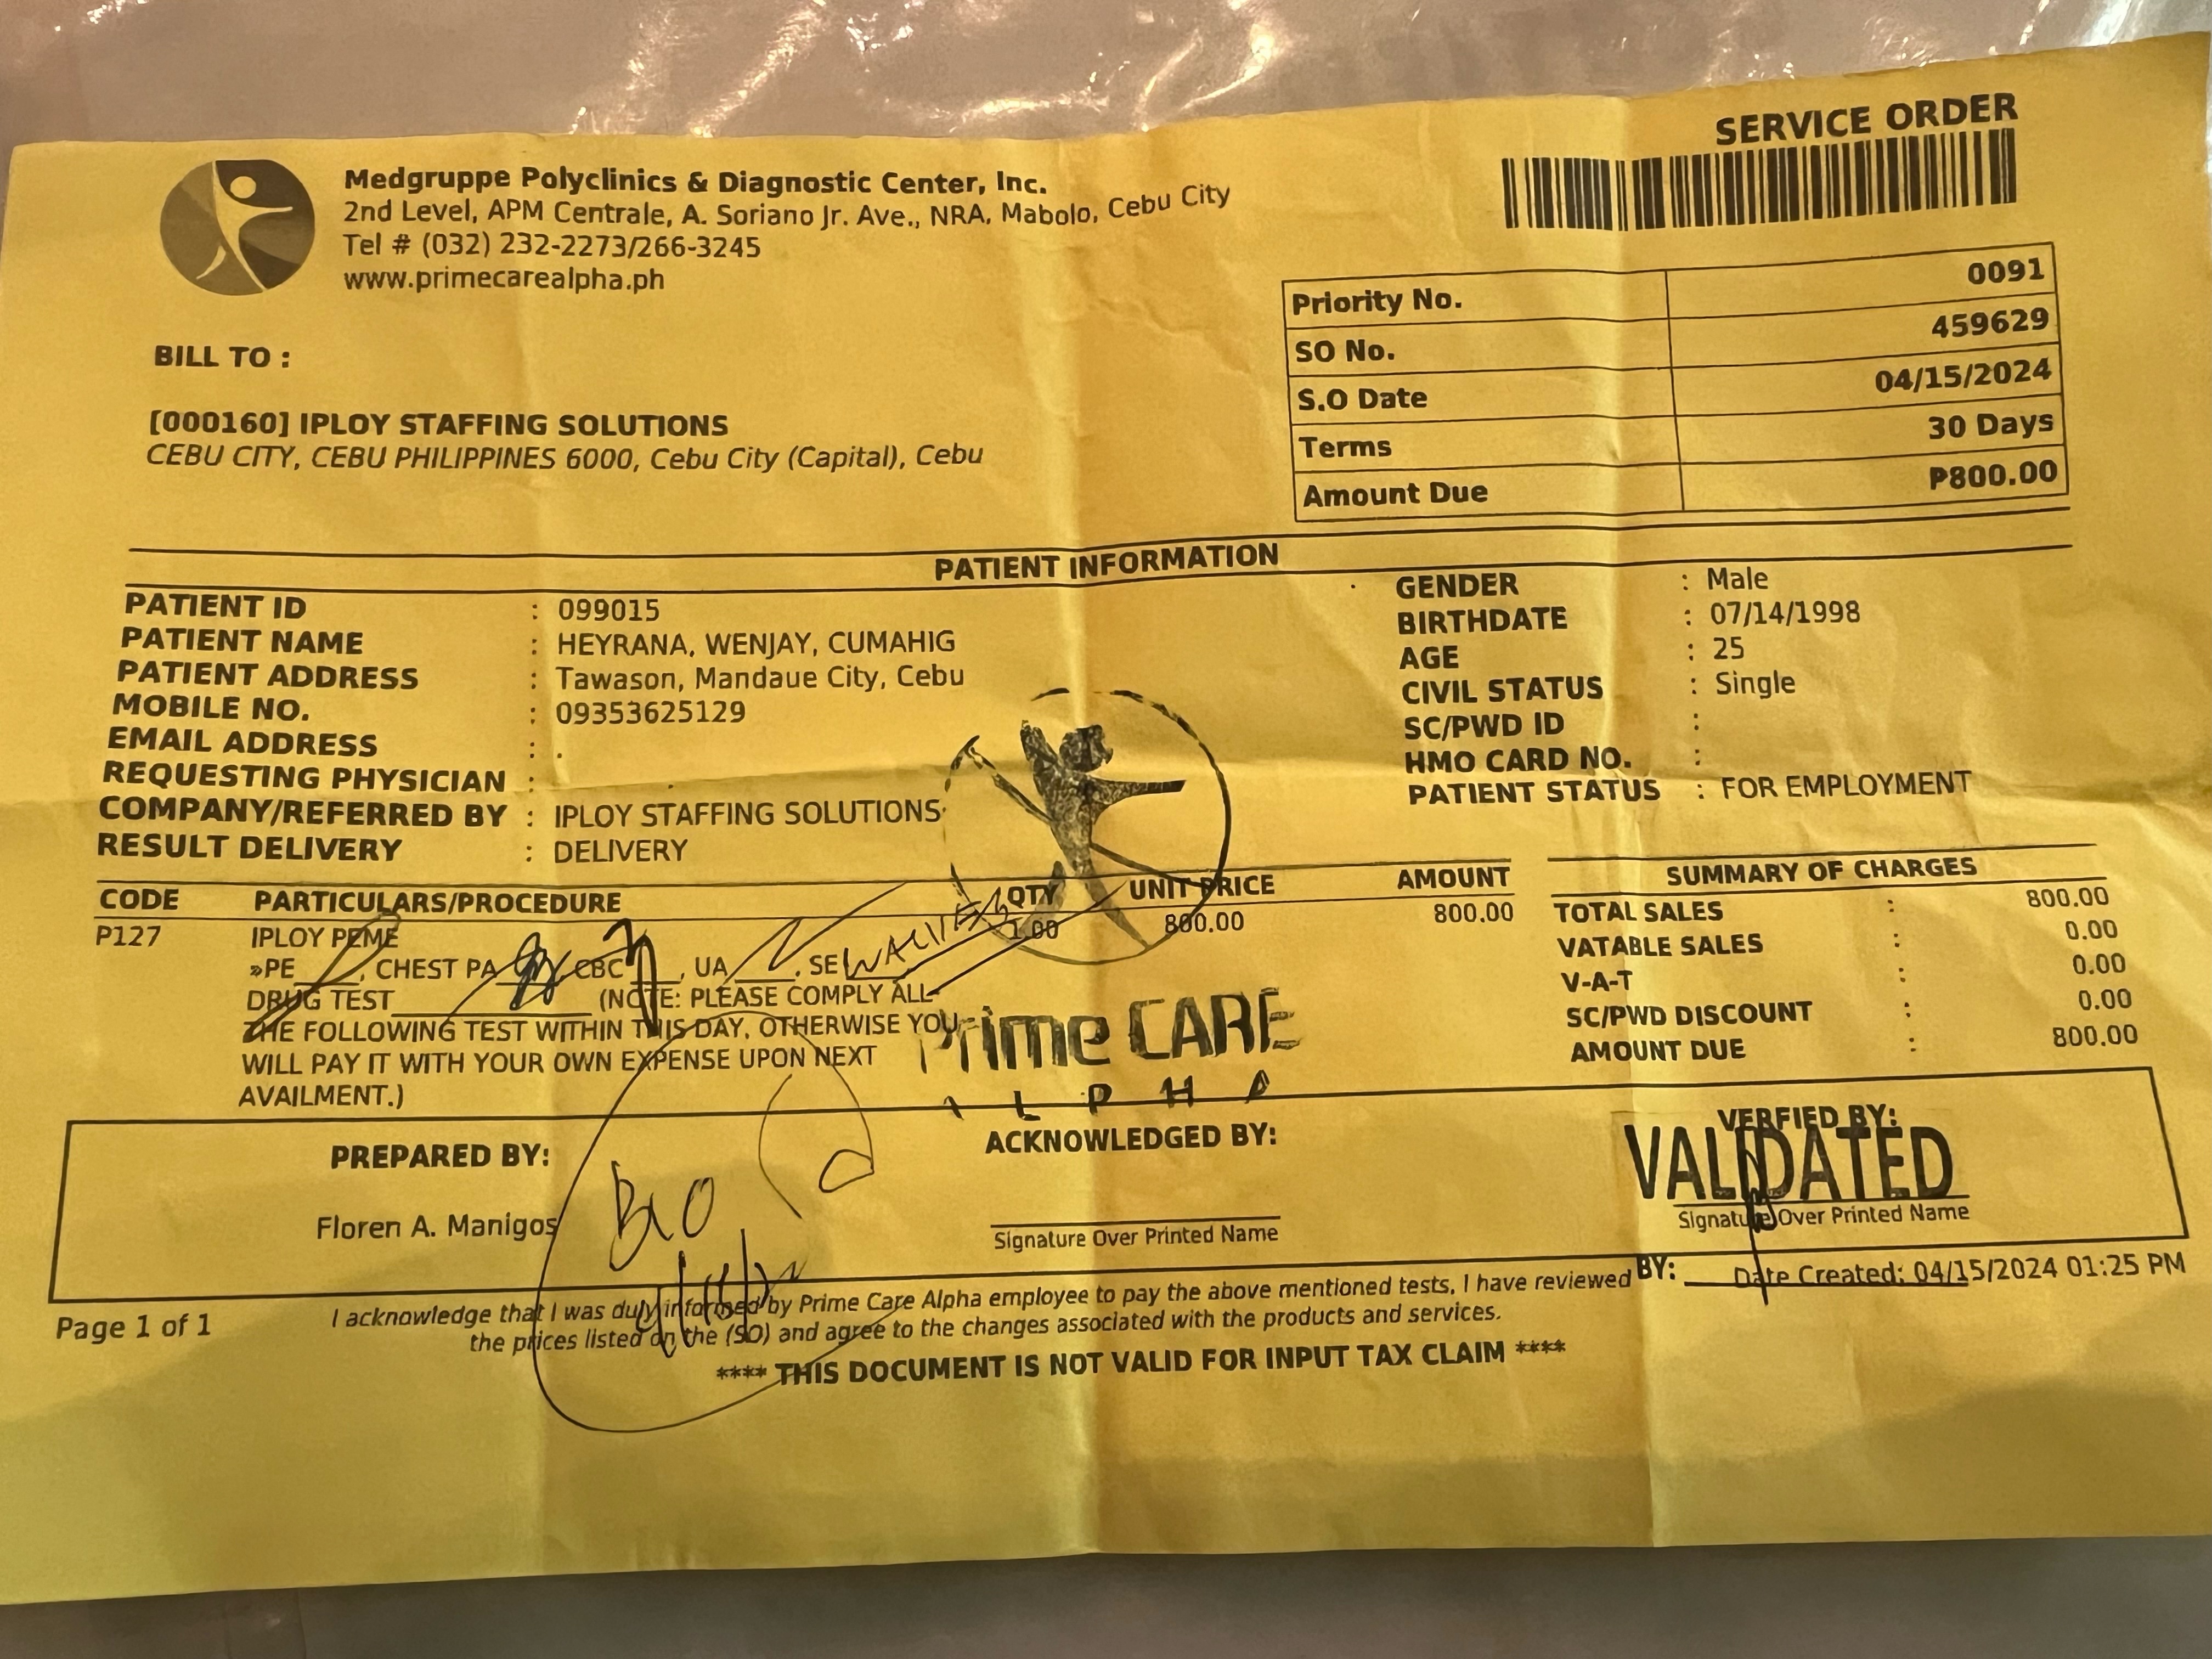 SERVICE ORDER
Medgruppe Polyclinics & Diagnostic Center, Inc.
2nd Level, APM Centrale, A. Soriano Jr. Ave., NRA, Mabolo, Cebu City
Tel # (032) 232-2273/266-3245
www.primecarealpha.ph
Priority No. 0091
SO No. 459629
S.O Date 04/15/2024
Terms 30 Days
Amount Due ₱800.00
BILL TO :
[000160] IPLOY STAFFING SOLUTIONS
CEBU CITY, CEBU PHILIPPINES 6000, Cebu City (Capital), Cebu
PATIENT INFORMATION
PATIENT ID : 099015
PATIENT NAME : HEYRANA, WENJAY, CUMAHIG
PATIENT ADDRESS : Tawason, Mandaue City, Cebu
MOBILE NO. : 09353625129
EMAIL ADDRESS : .
REQUESTING PHYSICIAN :
COMPANY/REFERRED BY : IPLOY STAFFING SOLUTIONS
RESULT DELIVERY : DELIVERY
GENDER : Male
BIRTHDATE : 07/14/1998
AGE : 25
CIVIL STATUS : Single
SC/PWD ID :
HMO CARD NO. :
PATIENT STATUS : FOR EMPLOYMENT
CODE PARTICULARS/PROCEDURE QTY UNIT PRICE AMOUNT
P127 IPLOY PEME 1.00 800.00 800.00
»PE____, CHEST PA____, CBC____, UA____, SE WAIVED
DRUG TEST____ (NOTE: PLEASE COMPLY ALL
THE FOLLOWING TEST WITHIN THIS DAY, OTHERWISE YOU
WILL PAY IT WITH YOUR OWN EXPENSE UPON NEXT
AVAILMENT.)
SUMMARY OF CHARGES
TOTAL SALES : 800.00
VATABLE SALES : 0.00
V-A-T : 0.00
SC/PWD DISCOUNT : 0.00
AMOUNT DUE : 800.00
Prime CARE
ALPHA
PREPARED BY:
Floren A. Manigos
ACKNOWLEDGED BY:
Signature Over Printed Name
VERFIED BY:
VALIDATED
Signature Over Printed Name
BY:
Date Created: 04/15/2024 01:25 PM
Page 1 of 1
I acknowledge that I was duly informed by Prime Care Alpha employee to pay the above mentioned tests, I have reviewed
the prices listed on the (SO) and agree to the changes associated with the products and services.
**** THIS DOCUMENT IS NOT VALID FOR INPUT TAX CLAIM ****